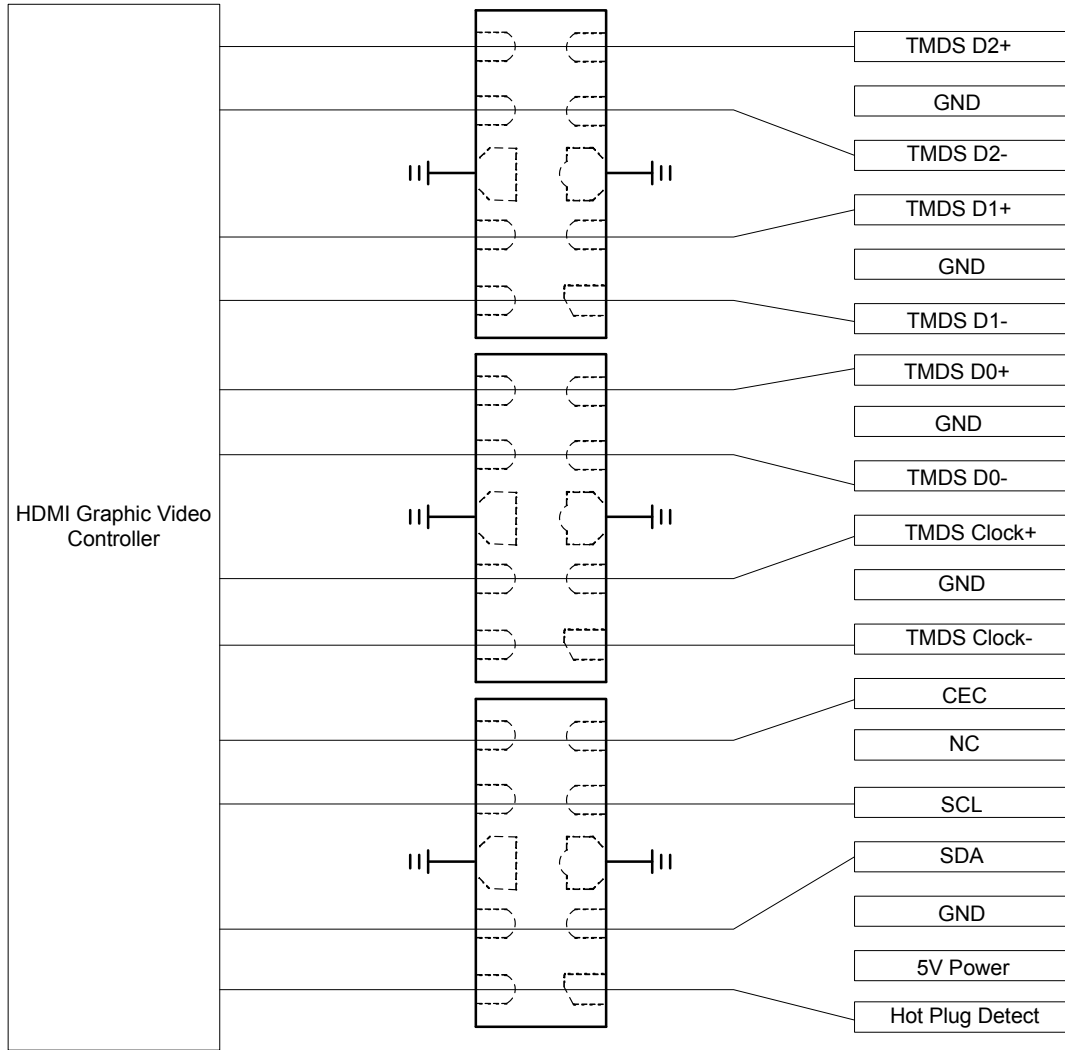 HDMI Graphic Video
Controller
TMDS D2+
GND
TMDS D2-
TMDS D1+
GND
TMDS D1-
TMDS D0+
GND
TMDS D0-
TMDS Clock+
GND
TMDS Clock-
CEC
NC
SCL
SDA
GND
5V Power
Hot Plug Detect